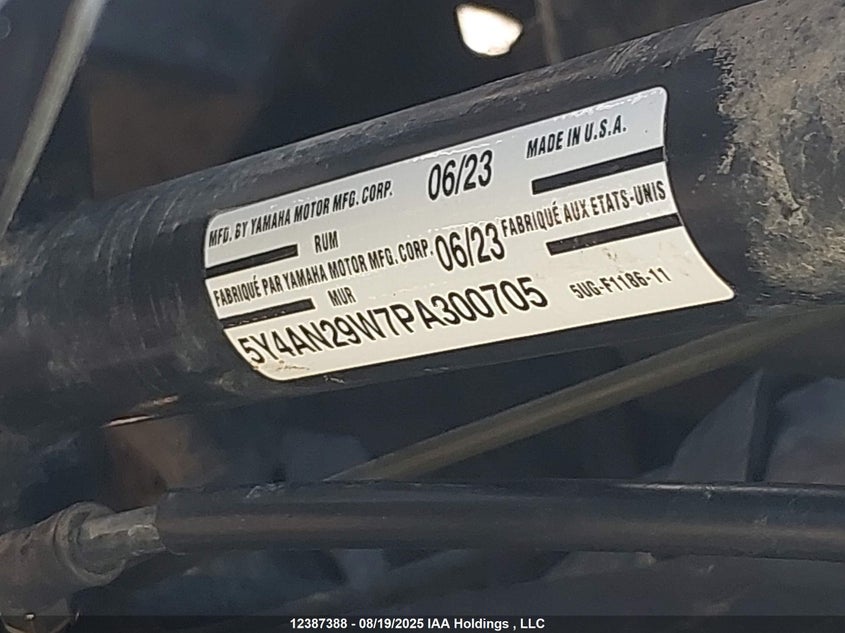 MFD. BY YAMAHA MOTOR MFG. CORP. 06/23 MADE IN U.S.A.
RUM
FABRIQUÉ PAR YAMAHA MOTOR MFG. CORP. 06/23 FABRIQUÉ AUX ETATS-UNIS
MUR
5Y4AN29W7PA300705 5UG-F1186-11
12387388 - 08/19/2025 IAA Holdings , LLC